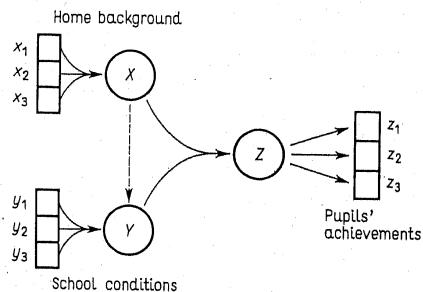 Home background
x1
x2
x3
X
Z
z1
z2
z3
y1
y2
y3
Y
Pupils'
achievements
School conditions